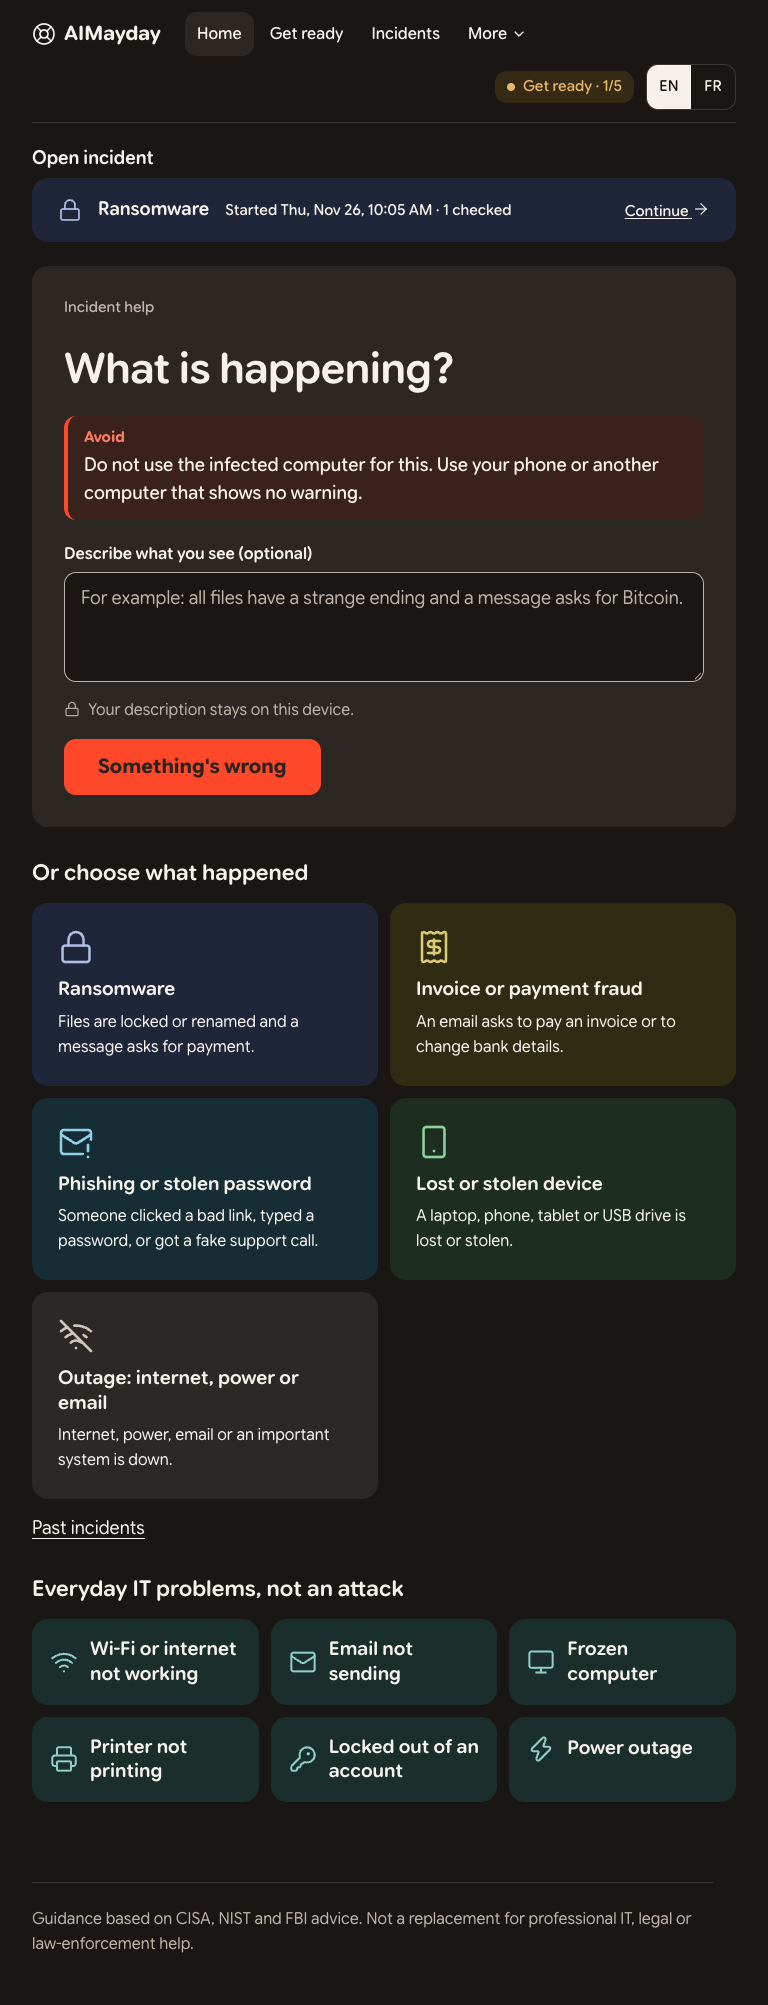 AIMayday
Home
Get ready
Incidents
More
Get ready · 1/5
EN
FR
Open incident
Ransomware
Started Thu, Nov 26, 10:05 AM · 1 checked
Continue →
Incident help
What is happening?
Avoid
Do not use the infected computer for this. Use your phone or another
computer that shows no warning.
Describe what you see (optional)
For example: all files have a strange ending and a message asks for Bitcoin.
Your description stays on this device.
Something's wrong
Or choose what happened
Ransomware
Files are locked or renamed and a
message asks for payment.
Invoice or payment fraud
An email asks to pay an invoice or to
change bank details.
Phishing or stolen password
Someone clicked a bad link, typed a
password, or got a fake support call.
Lost or stolen device
A laptop, phone, tablet or USB drive is
lost or stolen.
Outage: internet, power or
email
Internet, power, email or an important
system is down.
Past incidents
Everyday IT problems, not an attack
Wi-Fi or internet
not working
Email not
sending
Frozen
computer
Printer not
printing
Locked out of an
account
Power outage
Guidance based on CISA, NIST and FBI advice. Not a replacement for professional IT, legal or
law-enforcement help.